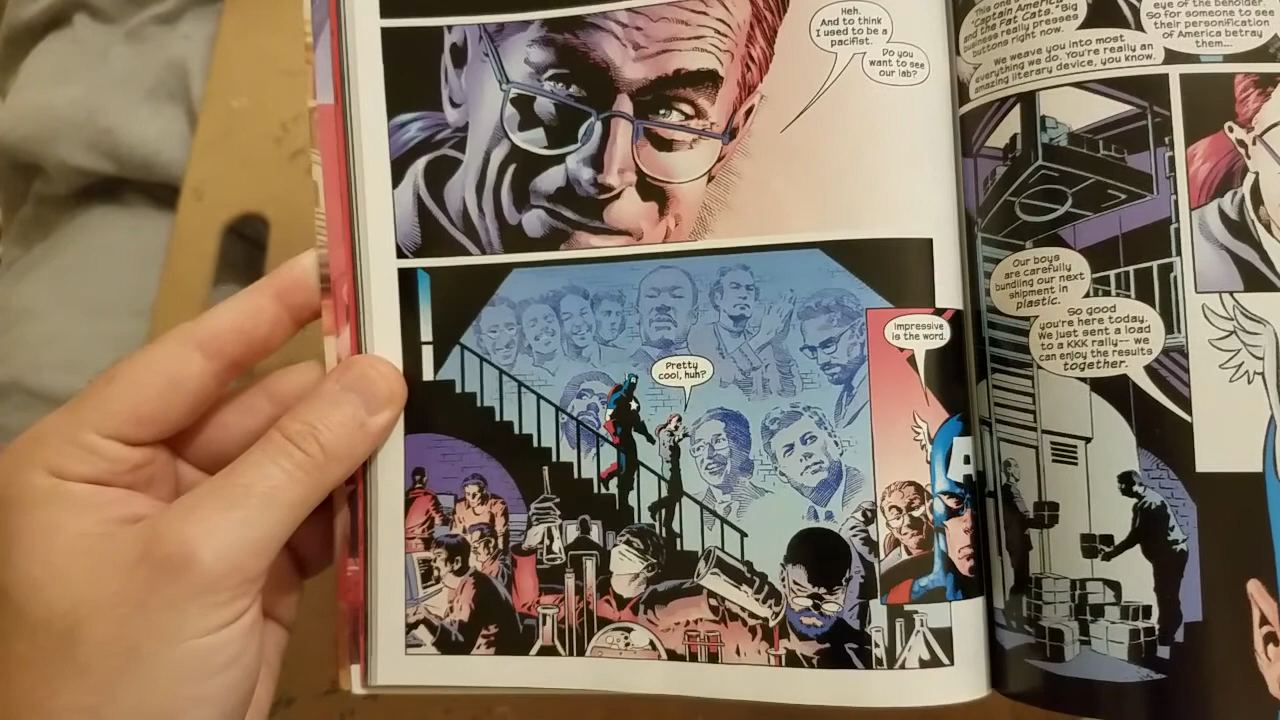 Heh.
And to think
I used to be a
pacifist.
Do you
want to see
our lab?
Pretty
cool, huh?
Impressive
is the word.
A
This one's
"Captain America
and the Fat Cats." Big
business really presses
buttons right now.
We weave you into most
everything we do. You're really an
amazing literary device, you know.
eye of the beholder.
So for someone to see
their personification
of America betray
them...
Our boys
are carefully
bundling our next
shipment in
plastic.
So good
you're here today.
We just sent a load
to a KKK rally-- we
can enjoy the results
together.